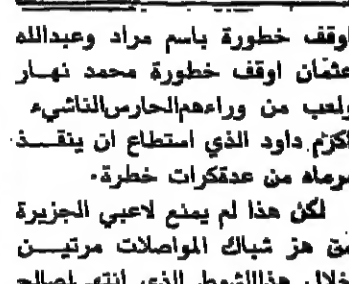 اوقف خطورة باسم مراد وعبدالله
عثمان اوقف خطورة محمد نهار
ولعب من وراءهم الحارس الناشيء
اكرم داود الذي استطاع ان ينقذ
مرماه من عدة كرات خطرة.
لكن هذا لم يمنع لاعبي الجزيرة
من هز شباك المواصلات مرتين
خلال هذا الشوط الذي انتهى لصالح